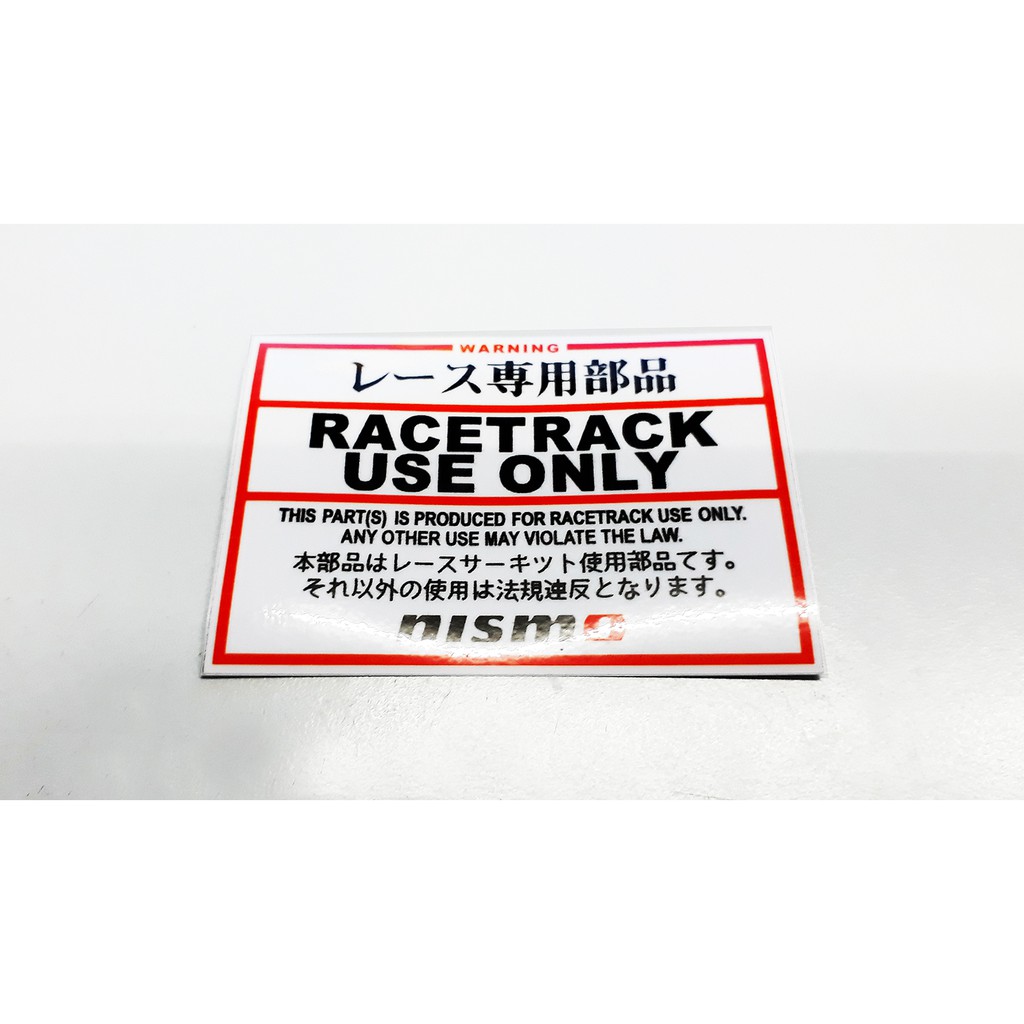 WARNING
レース専用部品
RACETRACK
USE ONLY
THIS PART(S) IS PRODUCED FOR RACETRACK USE ONLY.
ANY OTHER USE MAY VIOLATE THE LAW.
本部品はレースサーキット使用部品てす。
それ以外の使用は法規違反となります。
nismo